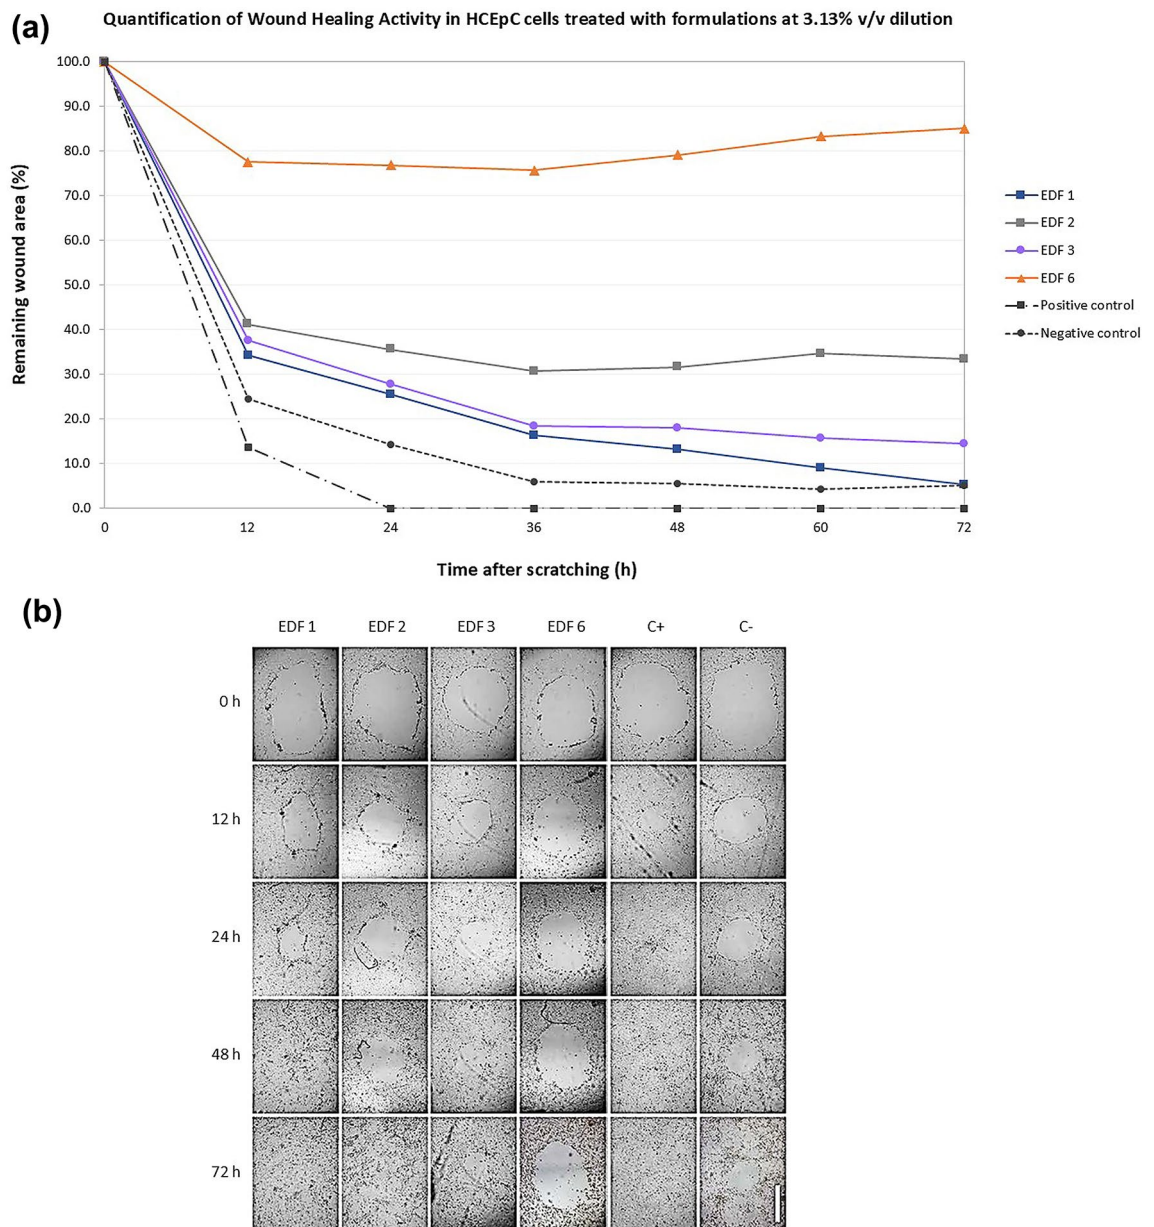 (a)
Quantification of Wound Healing Activity in HCEpC cells treated with formulations at 3.13% v/v dilution
Remaining wound area (%)
100.0
90.0
80.0
70.0
60.0
50.0
40.0
30.0
20.0
10.0
0.0
0 12 24 36 48 60 72
Time after scratching (h)
EDF 1
EDF 2
EDF 3
EDF 6
Positive control
Negative control
(b)
EDF 1 EDF 2 EDF 3 EDF 6 C+ C-
0 h
12 h
24 h
48 h
72 h